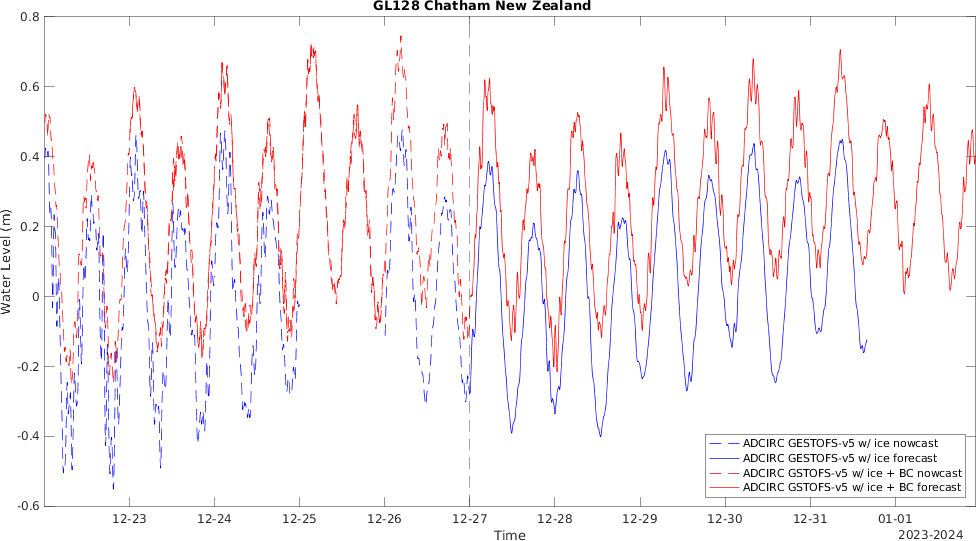 GL128 Chatham New Zealand
Water Level (m)
0.8
0.6
0.4
0.2
0
-0.2
-0.4
-0.6
ADCIRC GESTOFS-v5 w/ ice nowcast
ADCIRC GESTOFS-v5 w/ ice forecast
ADCIRC GSTOFS-v5 w/ ice + BC nowcast
ADCIRC GSTOFS-v5 w/ ice + BC forecast
12-23 12-24 12-25 12-26 12-27 12-28 12-29 12-30 12-31 01-01
Time
2023-2024